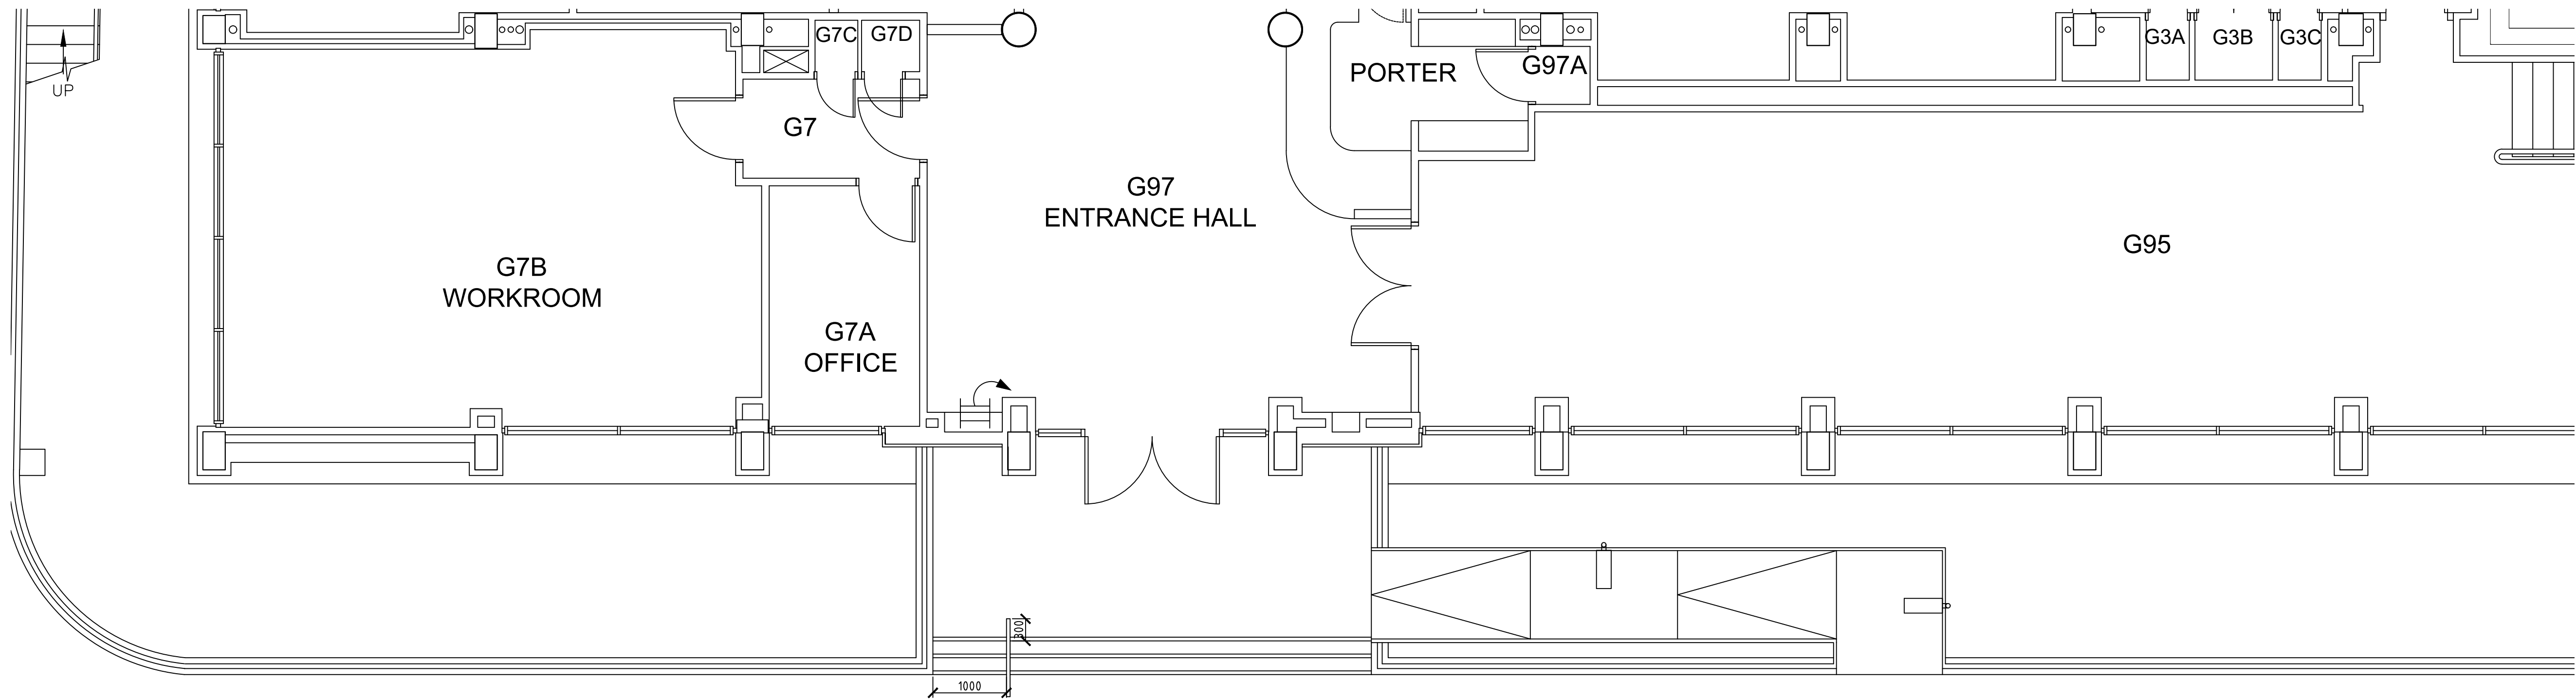 G7C
G7D
G3A
G3B
G3C
PORTER
G97A
UP
G7
G97
ENTRANCE HALL
G95
G7B
WORKROOM
G7A
OFFICE
300
1000